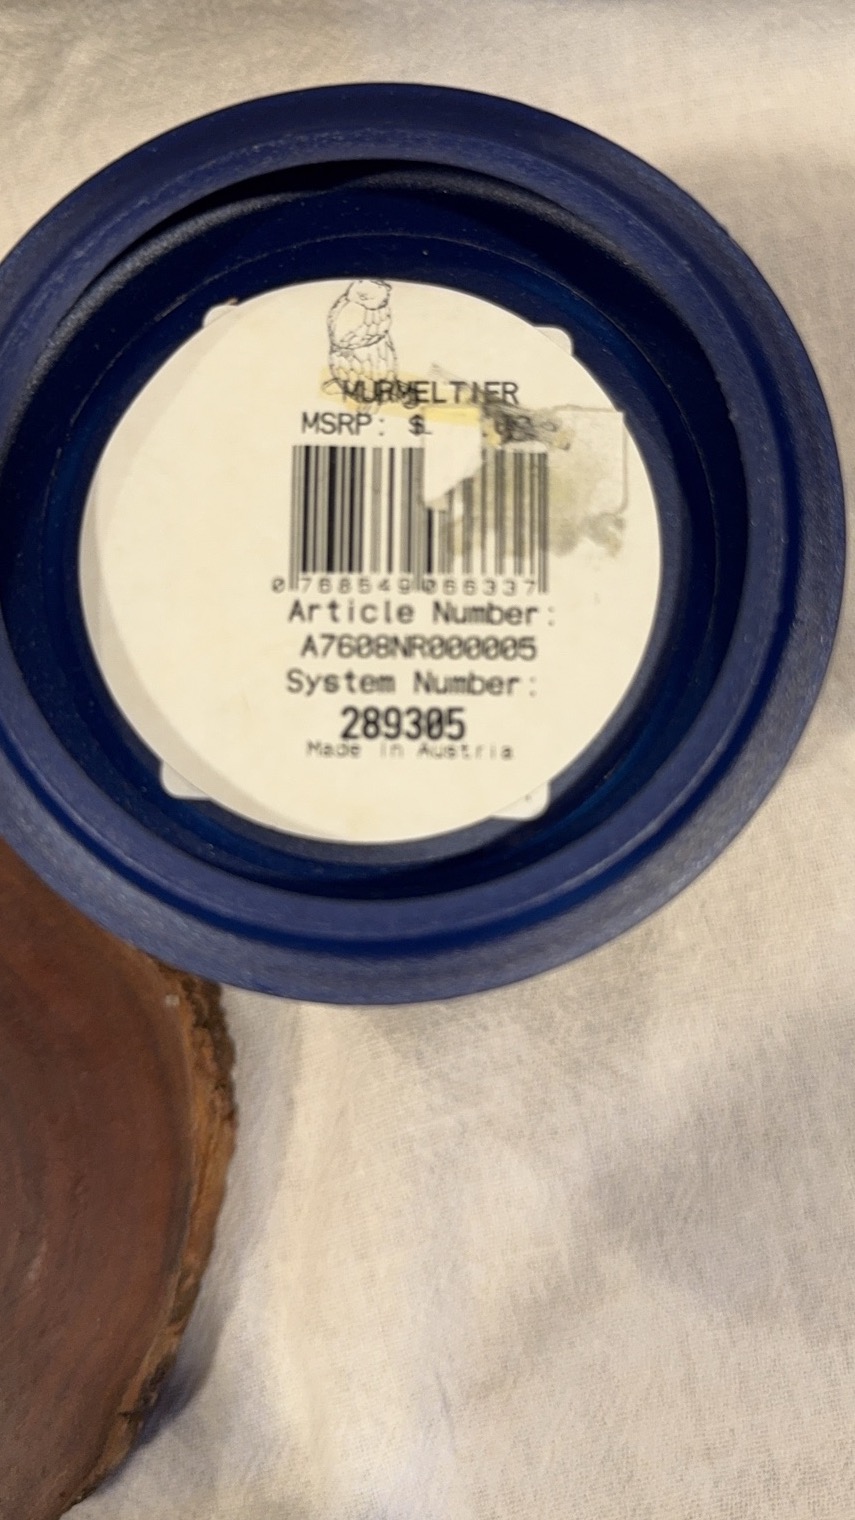 MURMELTIER
MSRP: $
0 768549 066337
Article Number:
A7608NR000005
System Number:
289305
Made in Austria